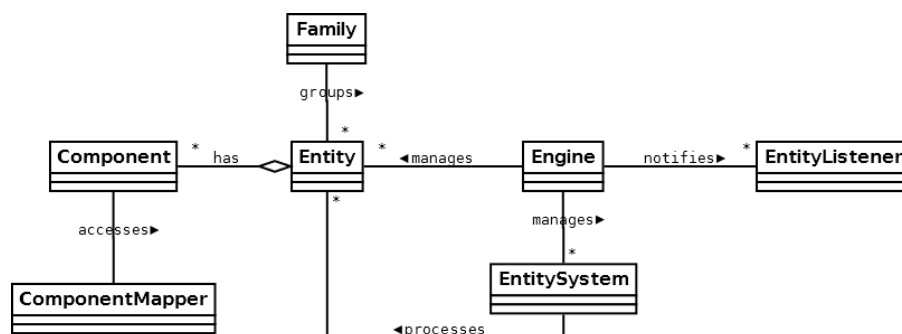 Family
groups►
*
Component
*
has
Entity
*
◄manages
Engine
notifies►
*
EntityListener
*
accesses►
manages►
*
EntitySystem
ComponentMapper
◄processes